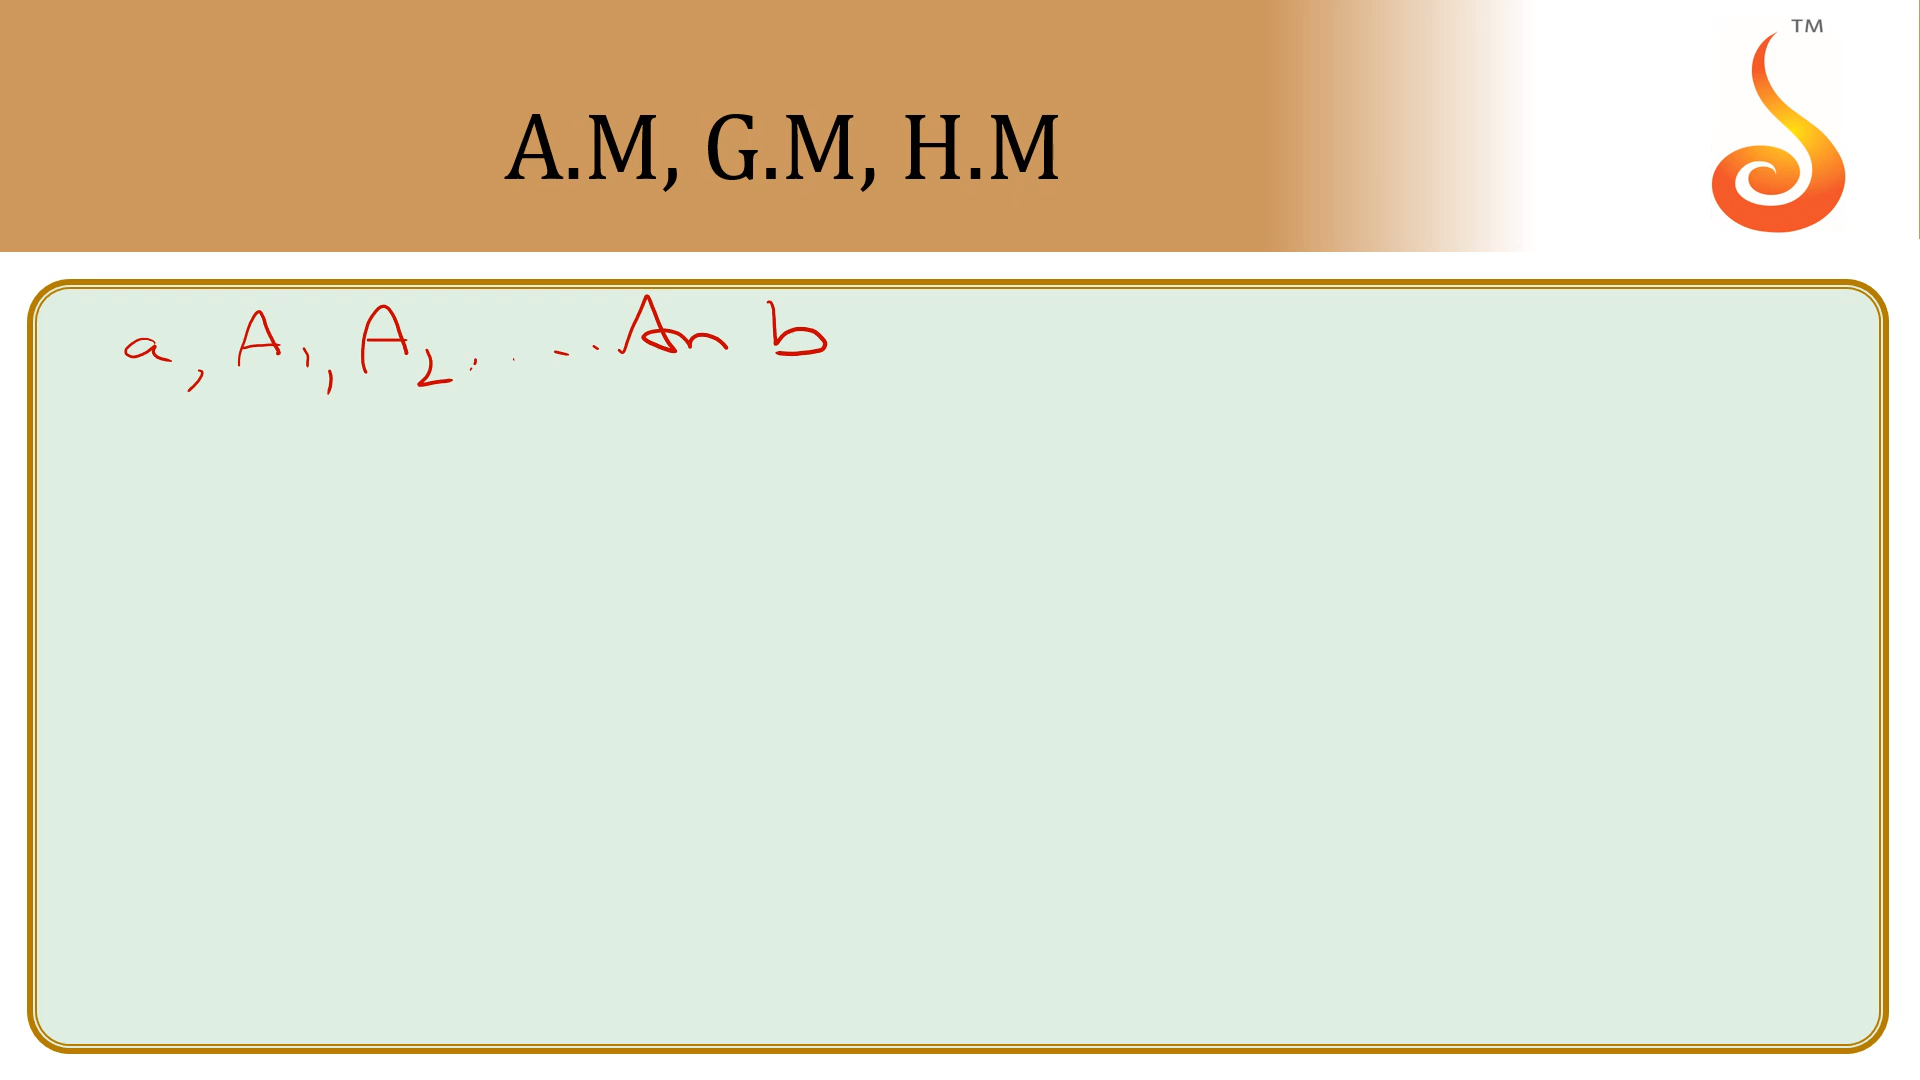 TM
A.M, G.M, H.M
a, A1, A2 ..... An b